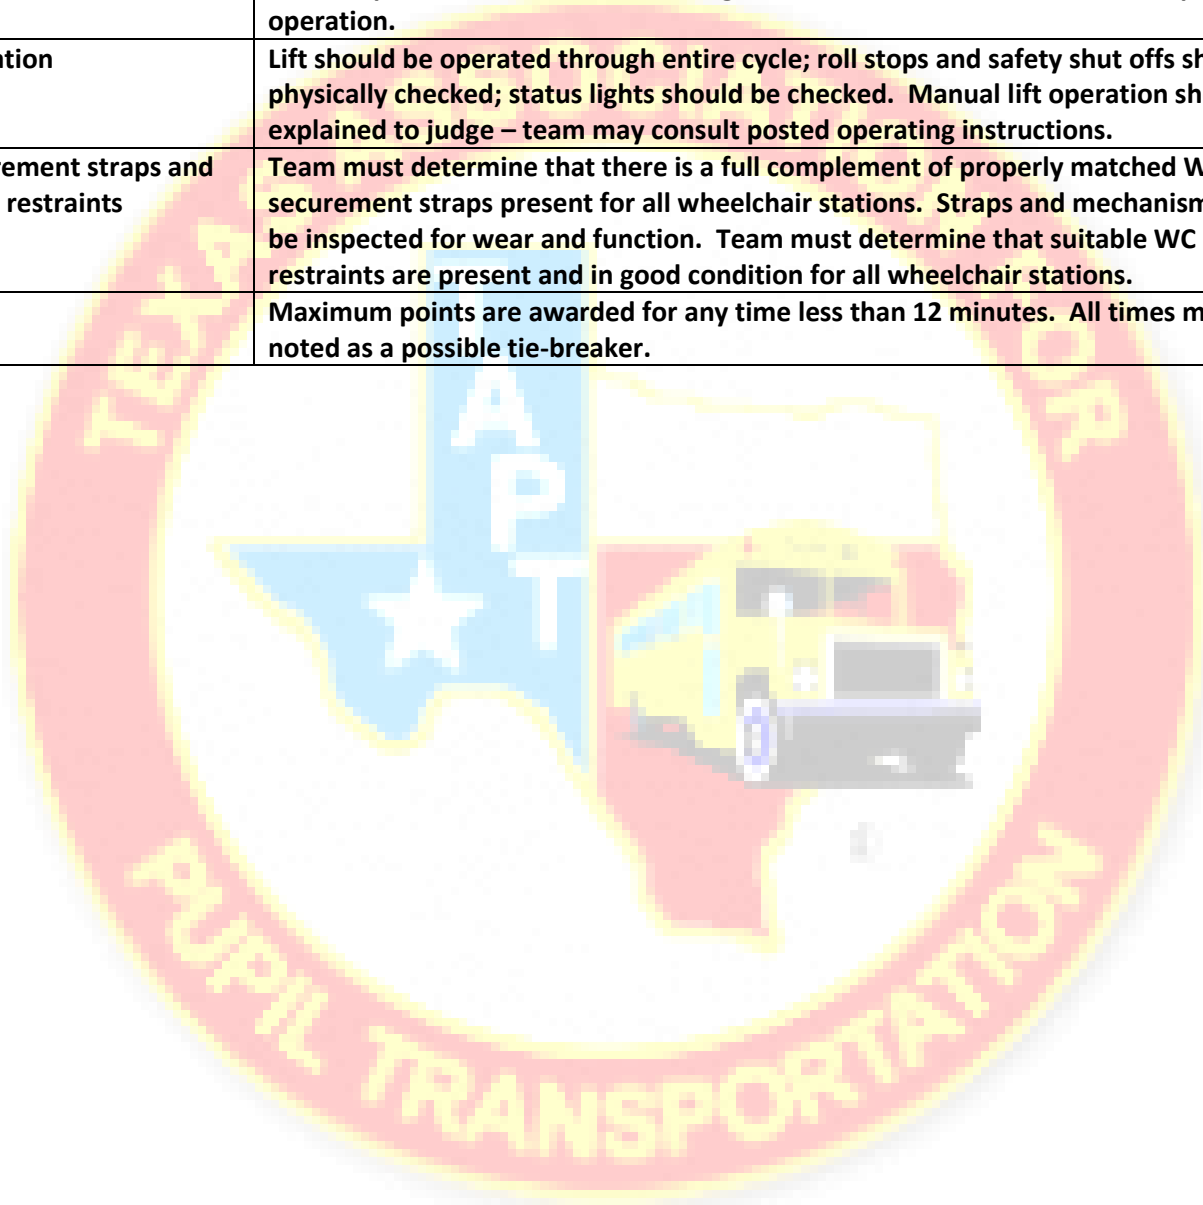 operation.
ation
Lift should be operated through entire cycle; roll stops and safety shut offs sh
physically checked; status lights should be checked. Manual lift operation sh
explained to judge – team may consult posted operating instructions.
rement straps and
restraints
Team must determine that there is a full complement of properly matched W
securement straps present for all wheelchair stations. Straps and mechanism
be inspected for wear and function. Team must determine that suitable WC
restraints are present and in good condition for all wheelchair stations.
Maximum points are awarded for any time less than 12 minutes. All times m
noted as a possible tie-breaker.
TEXAS ASSOCIATION FOR
TAPT
PUPIL TRANSPORTATION